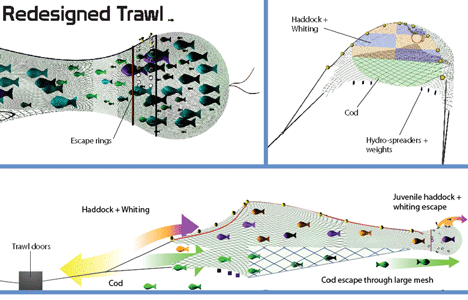 Redesigned Trawl
Escape rings
Haddock +
Whiting
Cod
Hydro-spreaders +
weights
Haddock + Whiting
Trawl doors
Cod
Juvenile haddock +
whiting escape
Cod escape through large mesh